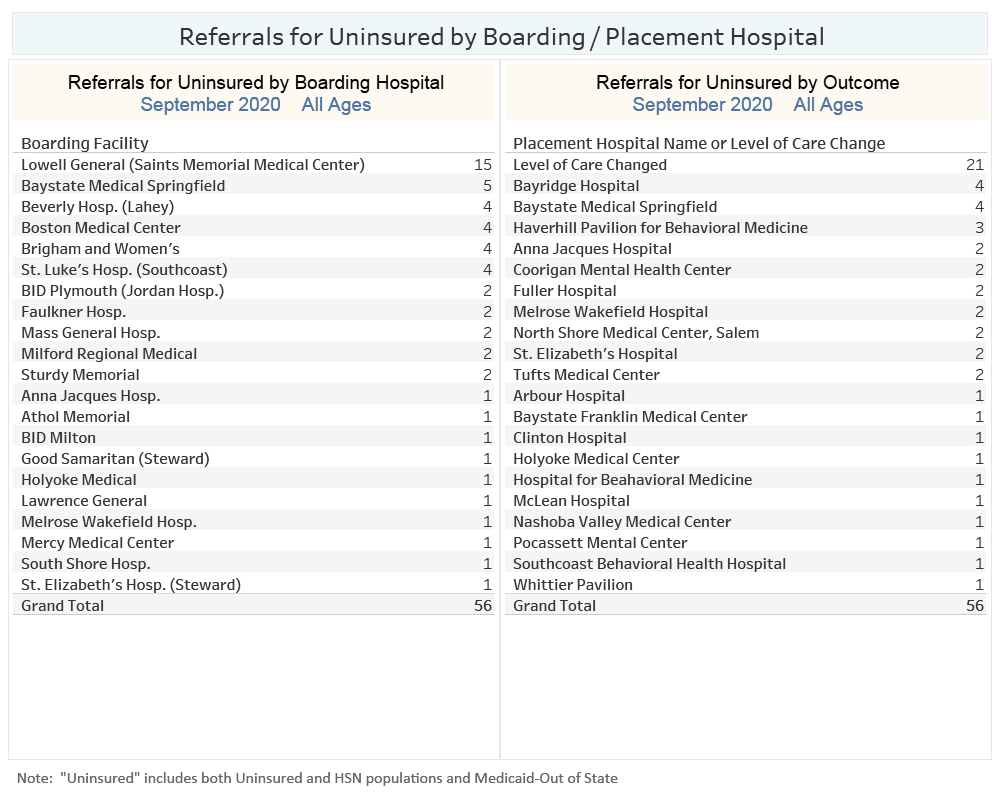 Referrals for Uninsured by Boarding / Placement Hospital
Referrals for Uninsured by Boarding Hospital
September 2020 All Ages
Boarding Facility
Lowell General (Saints Memorial Medical Center) 15
Baystate Medical Springfield 5
Beverly Hosp. (Lahey) 4
Boston Medical Center 4
Brigham and Women's 4
St. Luke's Hosp. (Southcoast) 4
BID Plymouth (Jordan Hosp.) 2
Faulkner Hosp. 2
Mass General Hosp. 2
Milford Regional Medical 2
Sturdy Memorial 2
Anna Jacques Hosp. 1
Athol Memorial 1
BID Milton 1
Good Samaritan (Steward) 1
Holyoke Medical 1
Lawrence General 1
Melrose Wakefield Hosp. 1
Mercy Medical Center 1
South Shore Hosp. 1
St. Elizabeth's Hosp. (Steward) 1
Grand Total 56
Referrals for Uninsured by Outcome
September 2020 All Ages
Placement Hospital Name or Level of Care Change
Level of Care Changed 21
Bayridge Hospital 4
Baystate Medical Springfield 4
Haverhill Pavilion for Behavioral Medicine 3
Anna Jacques Hospital 2
Coorigan Mental Health Center 2
Fuller Hospital 2
Melrose Wakefield Hospital 2
North Shore Medical Center, Salem 2
St. Elizabeth's Hospital 2
Tufts Medical Center 2
Arbour Hospital 1
Baystate Franklin Medical Center 1
Clinton Hospital 1
Holyoke Medical Center 1
Hospital for Beahavioral Medicine 1
McLean Hospital 1
Nashoba Valley Medical Center 1
Pocassett Mental Center 1
Southcoast Behavioral Health Hospital 1
Whittier Pavilion 1
Grand Total 56
Note: "Uninsured" includes both Uninsured and HSN populations and Medicaid-Out of State